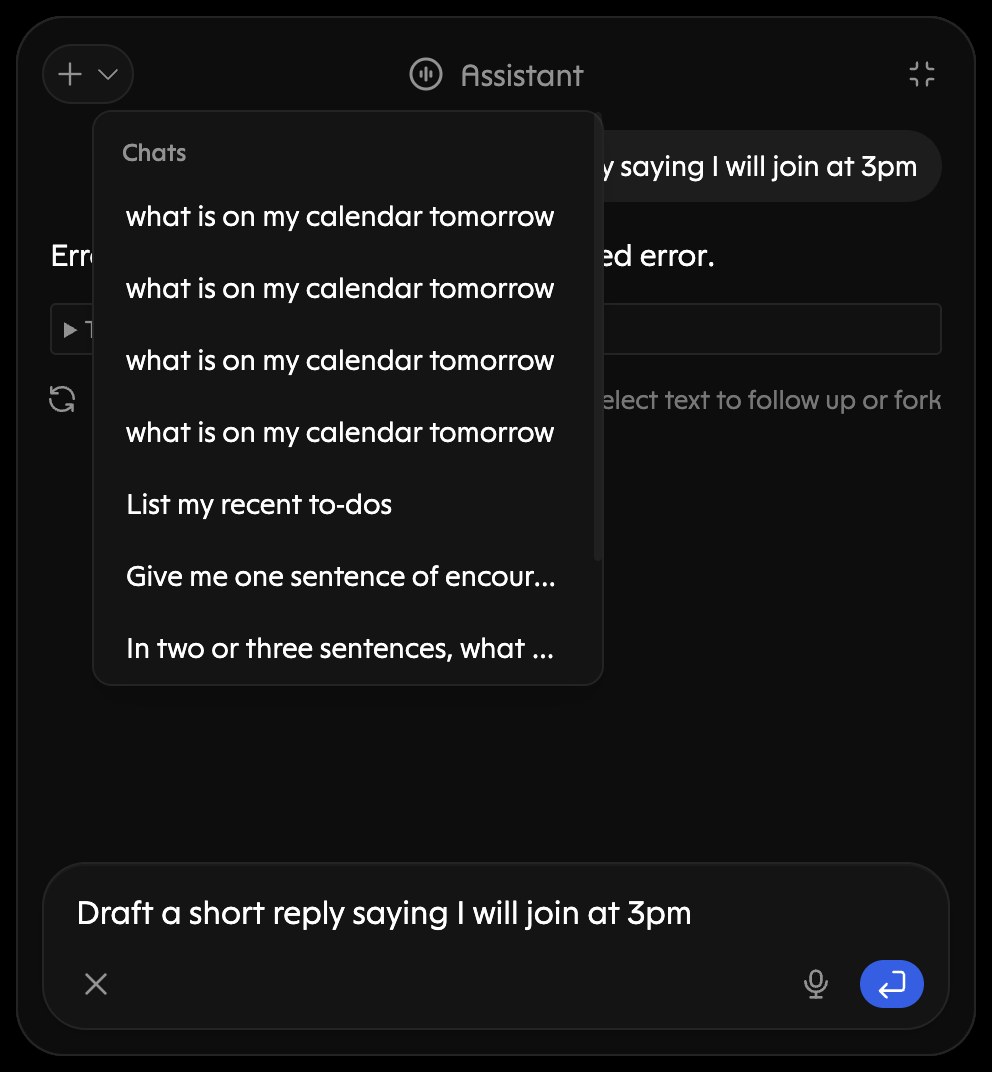 Assistant
Chats
what is on my calendar tomorrow
what is on my calendar tomorrow
what is on my calendar tomorrow
what is on my calendar tomorrow
List my recent to-dos
Give me one sentence of encour...
In two or three sentences, what ...
saying I will join at 3pm
error.
text to follow up or fork
Draft a short reply saying I will join at 3pm